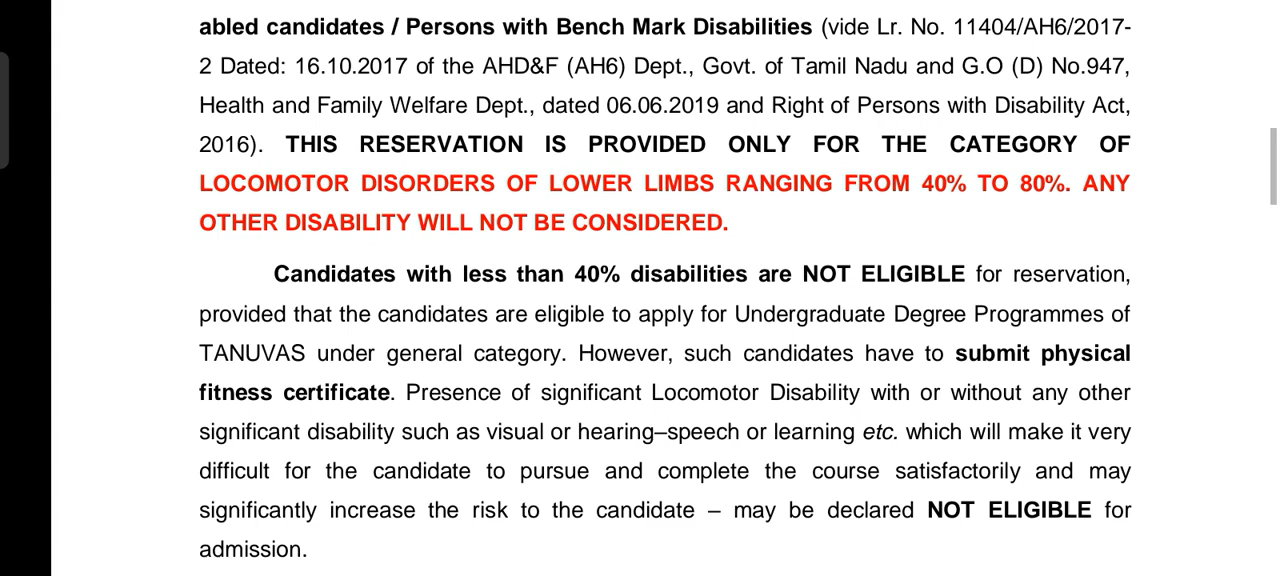 abled candidates / Persons with Bench Mark Disabilities (vide Lr. No. 11404/AH6/2017-
2 Dated: 16.10.2017 of the AHD&F (AH6) Dept., Govt. of Tamil Nadu and G.O (D) No.947,
Health and Family Welfare Dept., dated 06.06.2019 and Right of Persons with Disability Act,
2016). THIS RESERVATION IS PROVIDED ONLY FOR THE CATEGORY OF
LOCOMOTOR DISORDERS OF LOWER LIMBS RANGING FROM 40% TO 80%. ANY
OTHER DISABILITY WILL NOT BE CONSIDERED.
Candidates with less than 40% disabilities are NOT ELIGIBLE for reservation,
provided that the candidates are eligible to apply for Undergraduate Degree Programmes of
TANUVAS under general category. However, such candidates have to submit physical
fitness certificate. Presence of significant Locomotor Disability with or without any other
significant disability such as visual or hearing–speech or learning etc. which will make it very
difficult for the candidate to pursue and complete the course satisfactorily and may
significantly increase the risk to the candidate – may be declared NOT ELIGIBLE for
admission.